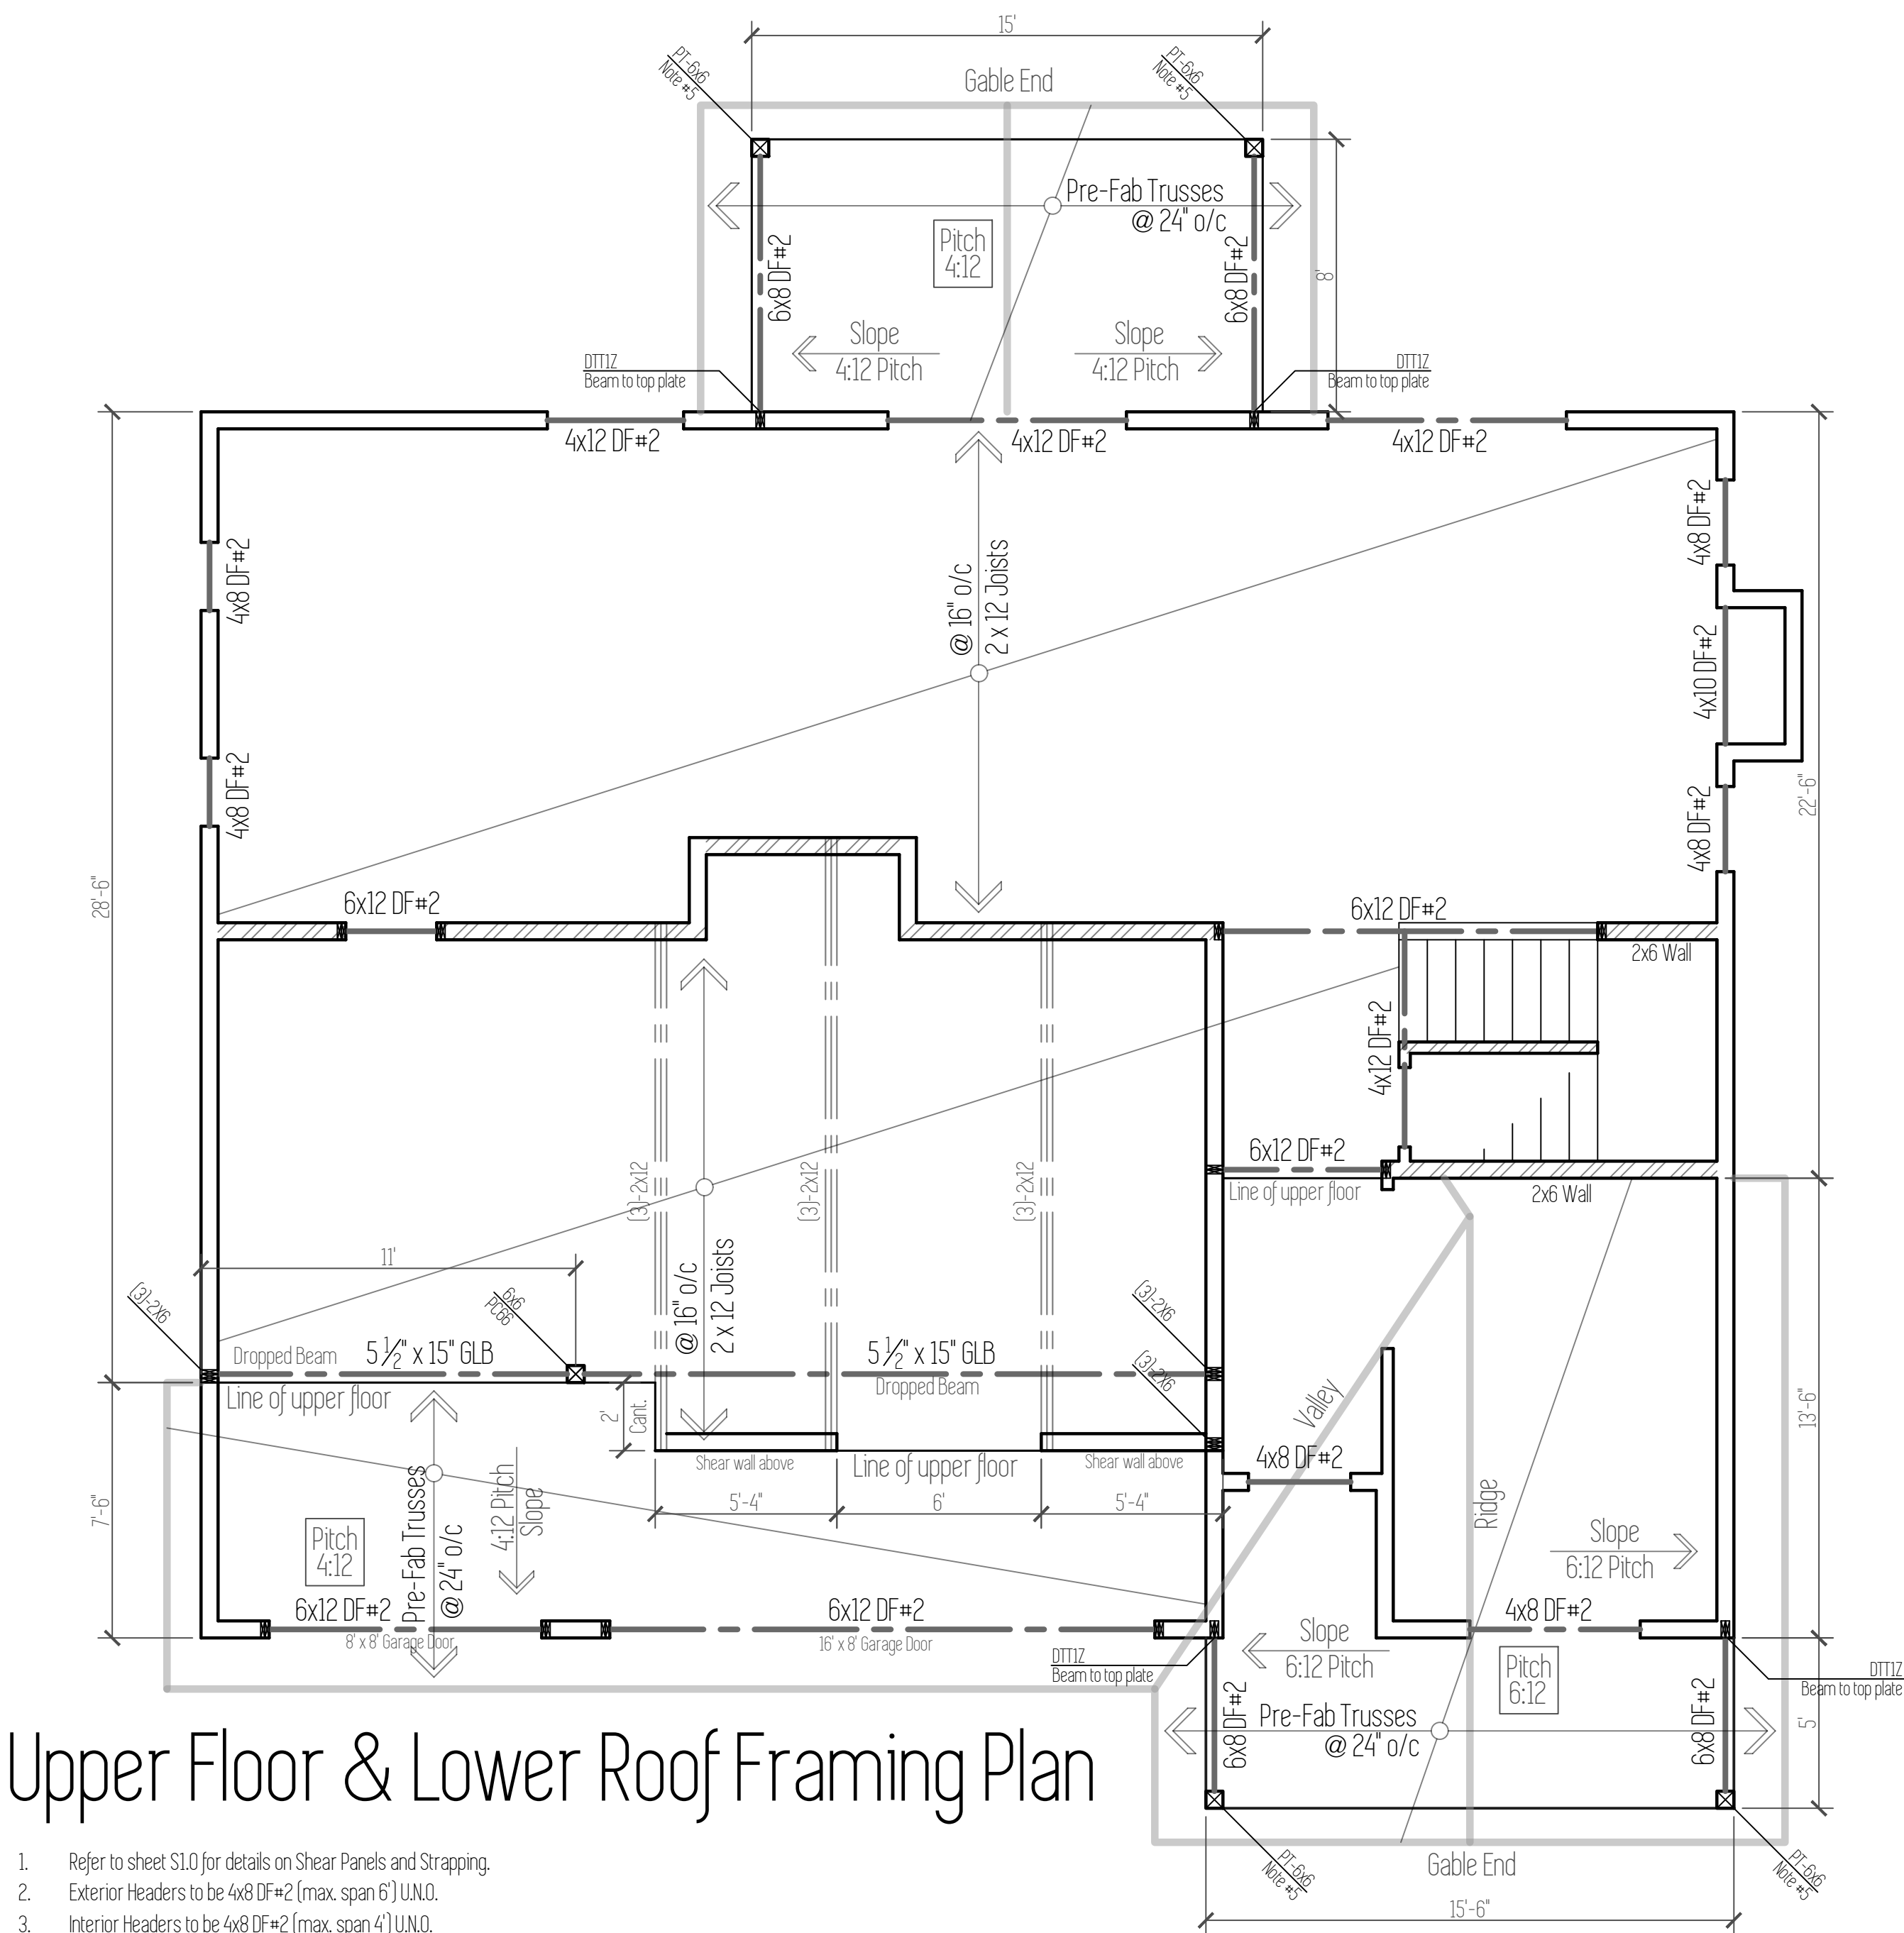 15'
PT-6x6
Note #5
PT-6x6
Note #5
Gable End
Pre-Fab Trusses
@ 24" o/c
Pitch
4:12
6x8 DF#2
6x8 DF#2
8'
Slope
4:12 Pitch
Slope
4:12 Pitch
DTT1Z
Beam to top plate
DTT1Z
Beam to top plate
4x12 DF#2
4x12 DF#2
4x12 DF#2
4x8 DF#2
4x8 DF#2
@ 16" o/c
2 x 12 Joists
4x10 DF#2
4x8 DF#2
4x8 DF#2
22'-6"
28'-6"
6x12 DF#2
6x12 DF#2
2x6 Wall
4x12 DF#2
6x12 DF#2
Line of upper floor
2x6 Wall
(3)-2x12
(3)-2x12
(3)-2x12
11'
(3)-2X6
6x6
PC66
@ 16" o/c
2 x 12 Joists
(3)-2X6
Dropped Beam
5 1/2" x 15" GLB
5 1/2" x 15" GLB
Dropped Beam
(3)-2X6
Line of upper floor
2'
Cant.
Valley
13'-6"
Shear wall above
Line of upper floor
Shear wall above
4x8 DF#2
5'-4"
6'
5'-4"
Ridge
7'-6"
Pitch
4:12
Pre-Fab Trusses
@ 24" o/c
4:12 Pitch
Slope
Slope
6:12 Pitch
6x12 DF#2
8' x 8' Garage Door
6x12 DF#2
16' x 8' Garage Door
4x8 DF#2
Slope
6:12 Pitch
Pitch
6:12
DTT1Z
Beam to top plate
DTT1Z
Beam to top plate
6x8 DF#2
Pre-Fab Trusses
@ 24" o/c
6x8 DF#2
5'
Upper Floor & Lower Roof Framing Plan
PT-6x6
Note #5
PT-6x6
Note #5
Gable End
15'-6"
1. Refer to sheet S1.0 for details on Shear Panels and Strapping.
2. Exterior Headers to be 4x8 DF#2 (max. span 6') U.N.O.
3. Interior Headers to be 4x8 DF#2 (max. span 4') U.N.O.